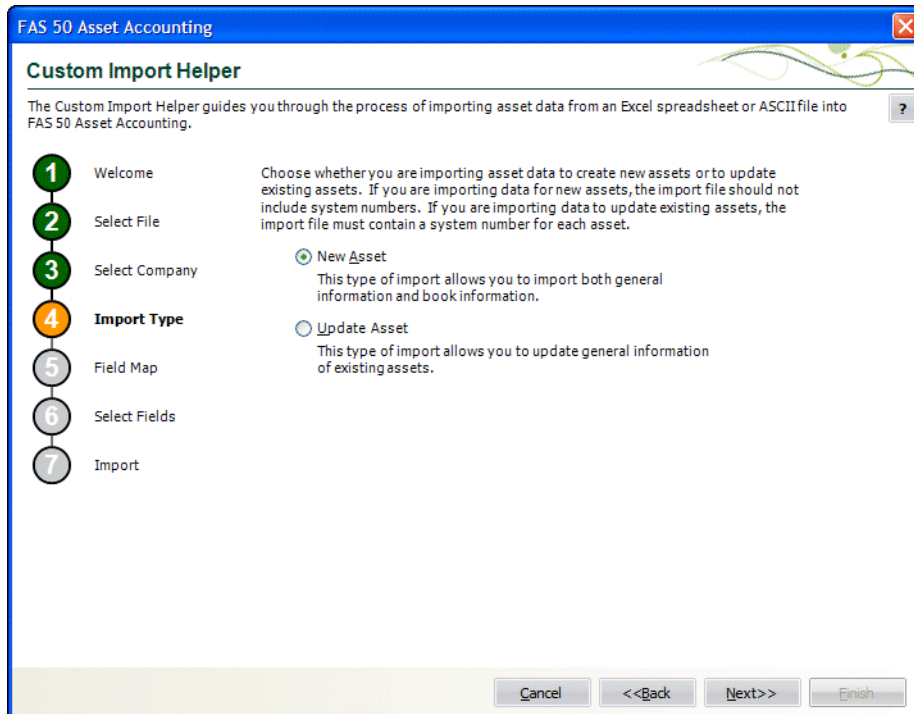 FAS 50 Asset Accounting
Custom Import Helper
The Custom Import Helper guides you through the process of importing asset data from an Excel spreadsheet or ASCII file into
FAS 50 Asset Accounting.
?
1 Welcome
2 Select File
3 Select Company
4 Import Type
5 Field Map
6 Select Fields
7 Import
Choose whether you are importing asset data to create new assets or to update
existing assets. If you are importing data for new assets, the import file should not
include system numbers. If you are importing data to update existing assets, the
import file must contain a system number for each asset.
New Asset
This type of import allows you to import both general
information and book information.
Update Asset
This type of import allows you to update general information
of existing assets.
Cancel <<Back Next>> Finish